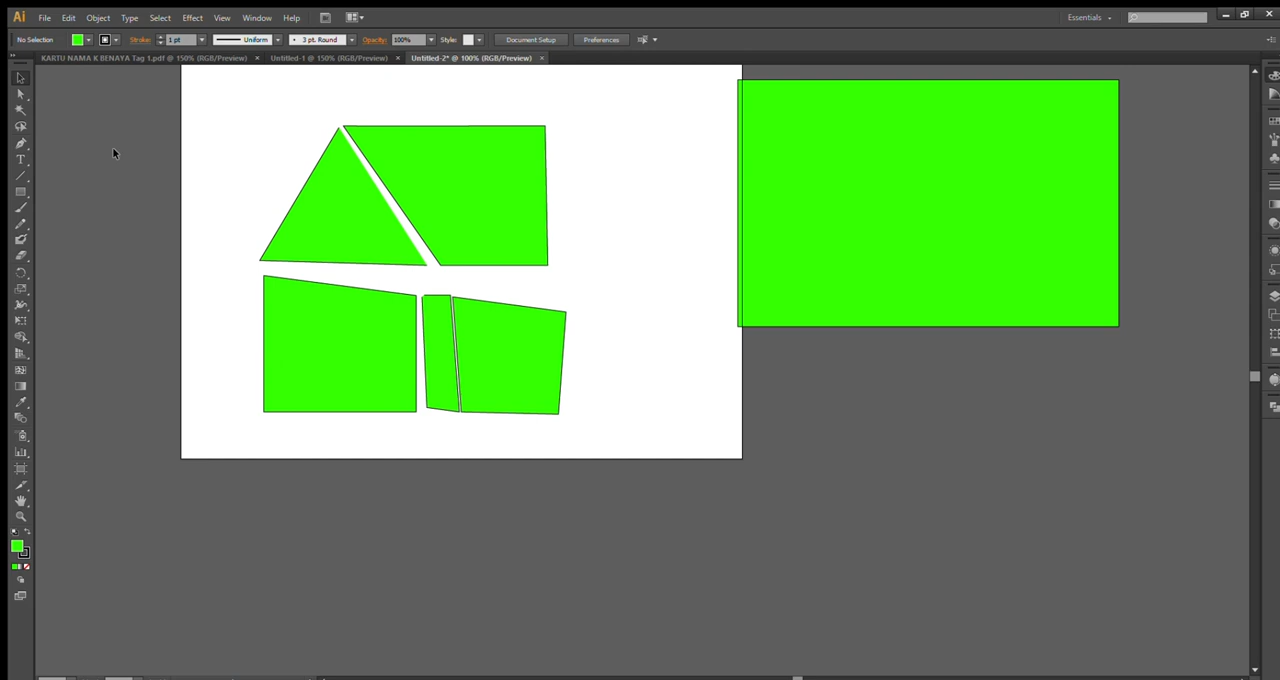 Ai File Edit Object Type Select Effect View Window Help Br Essentials
No Selection Stroke: 1 pt Uniform 3 pt. Round Opacity: 100% Style: Document Setup Preferences
KARTU NAMA K BENAYA Tag 1.pdf @ 150% (RGB/Preview) × Untitled-1 @ 150% (RGB/Preview) × Untitled-2* @ 100% (RGB/Preview) ×
T